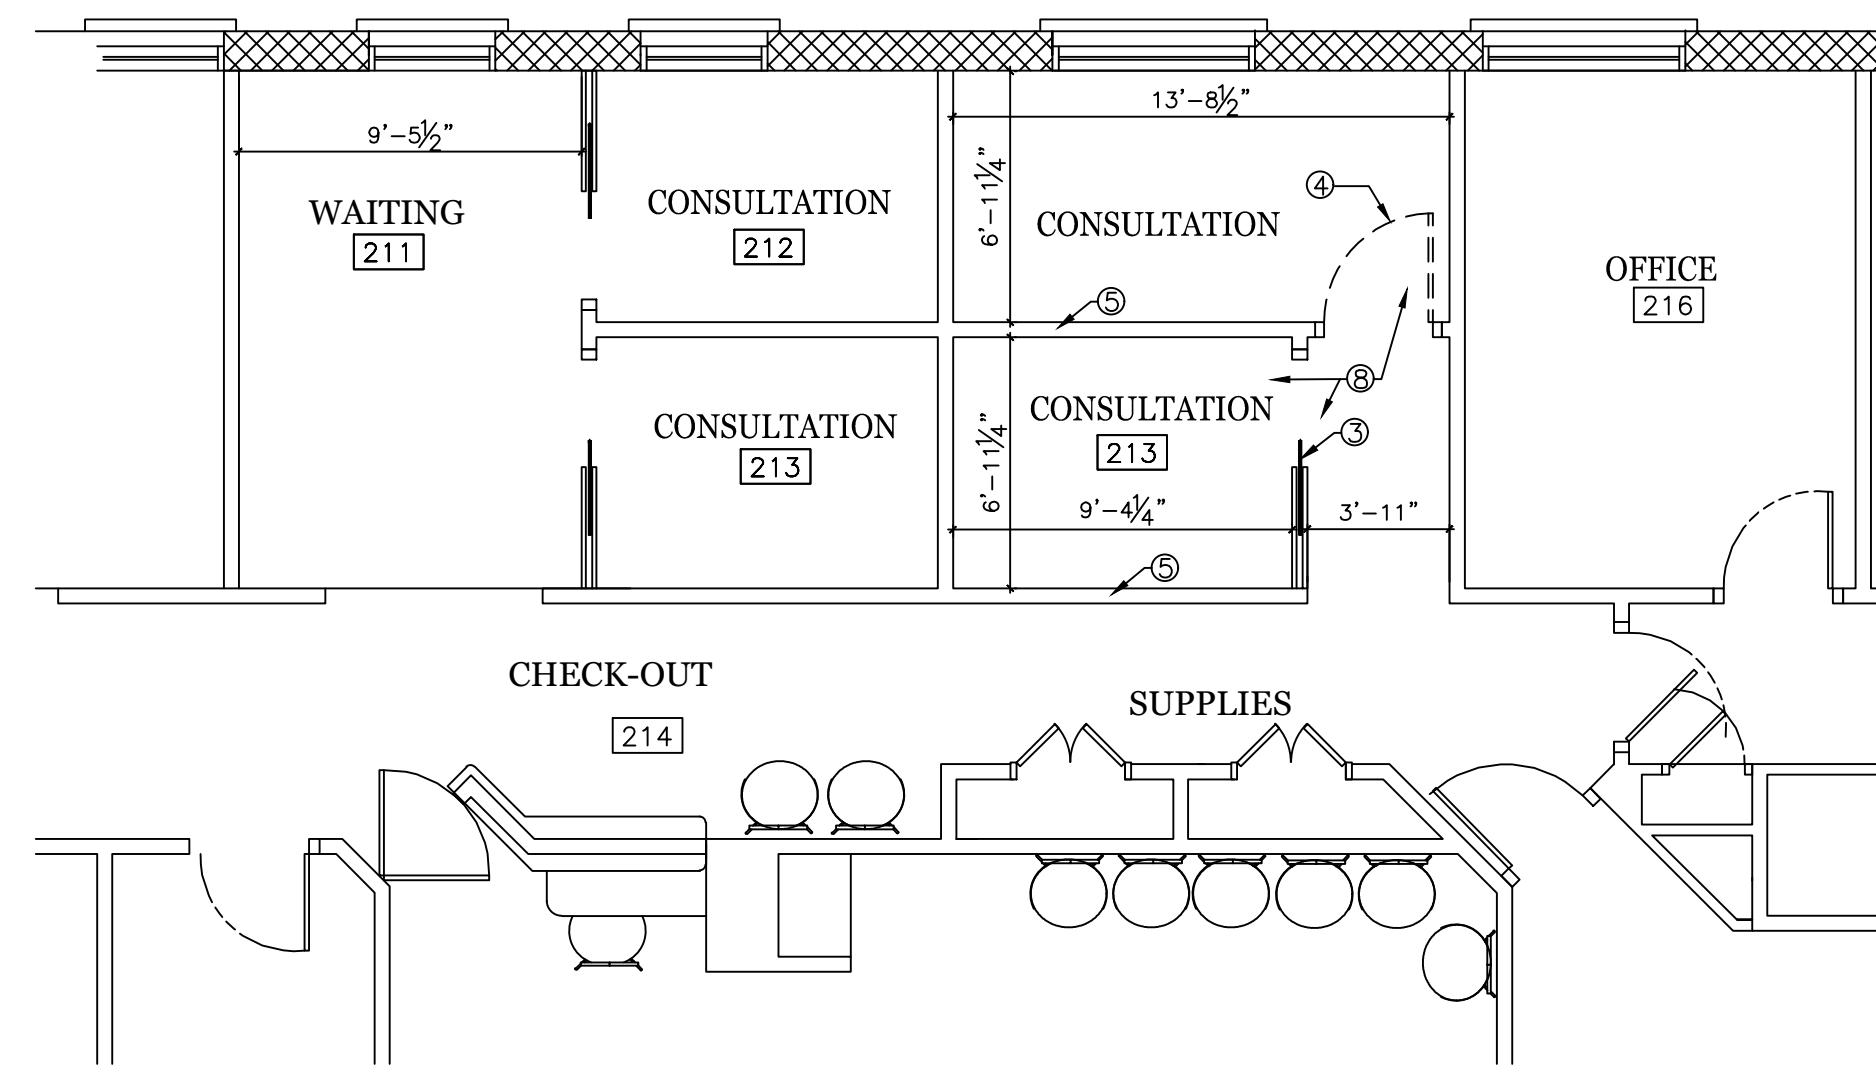 13'-8½"
9'-5½"
6'-11¼"
④
CONSULTATION
212
WAITING
211
CONSULTATION
OFFICE
216
⑤
⑧
CONSULTATION
213
CONSULTATION
213
③
6'-11¼"
9'-4¼"
3'-11"
⑤
CHECK-OUT
214
SUPPLIES